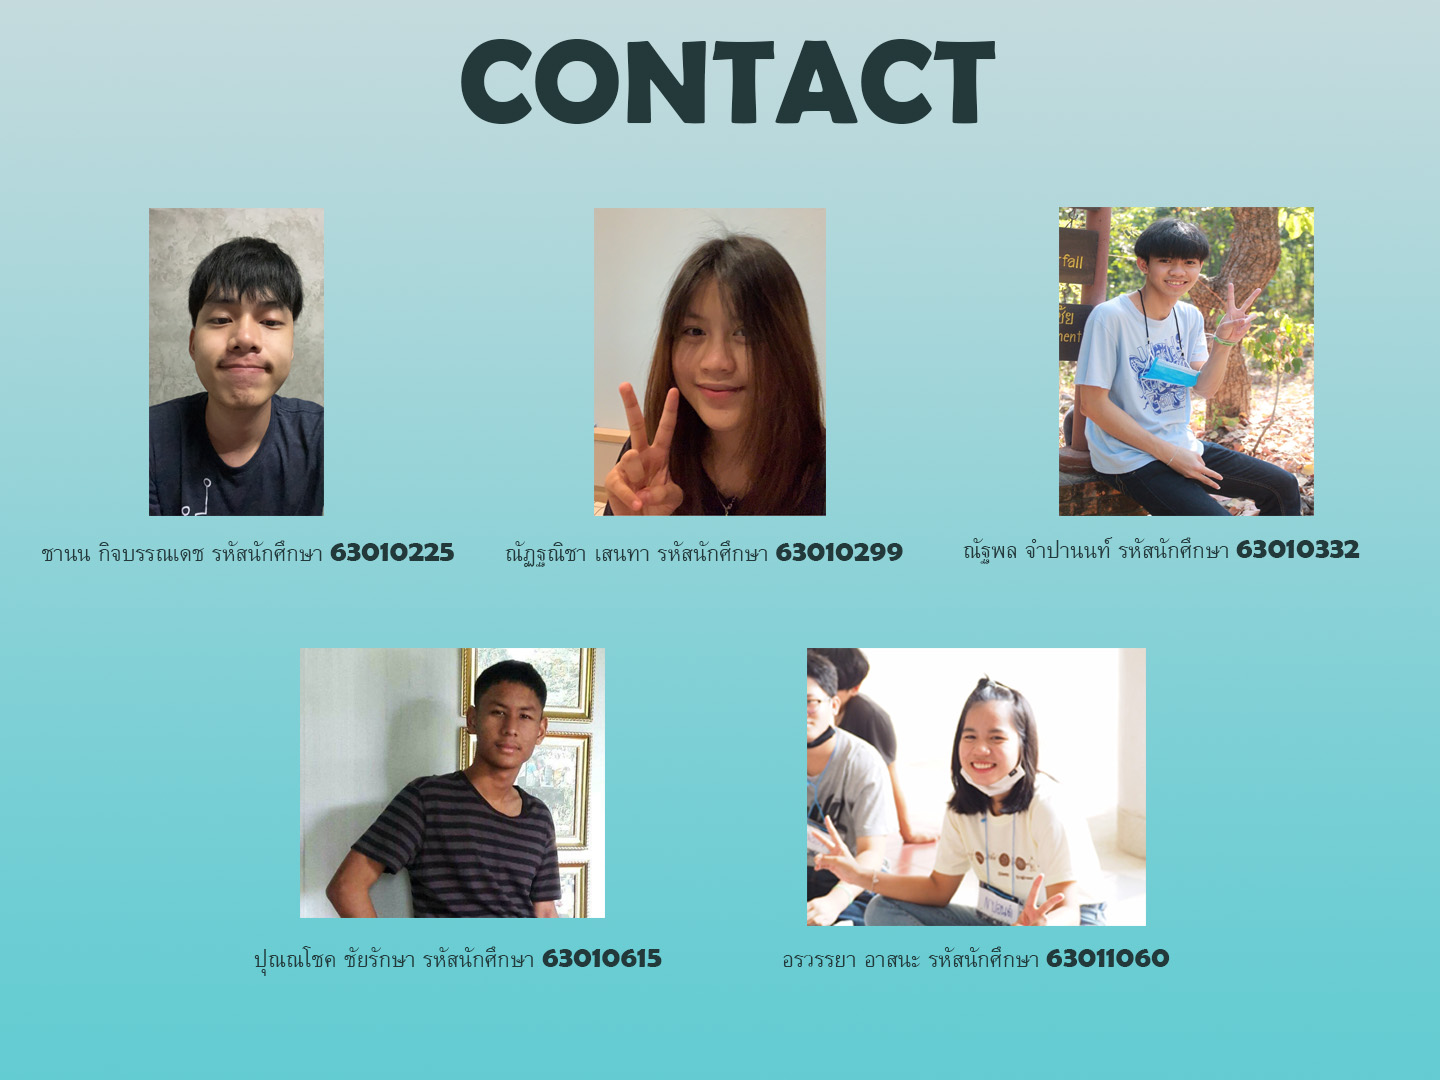 CONTACT
fall
ชัย
ment
ชานน กิจบรรณเดช รหัสนักศึกษา 63010225
ณัฏฐณิชา เสนทา รหัสนักศึกษา 63010299
ณัฐพล จำปานนท์ รหัสนักศึกษา 63010332
ปุณณโชค ชัยรักษา รหัสนักศึกษา 63010615
อรวรรยา อาสนะ รหัสนักศึกษา 63011060